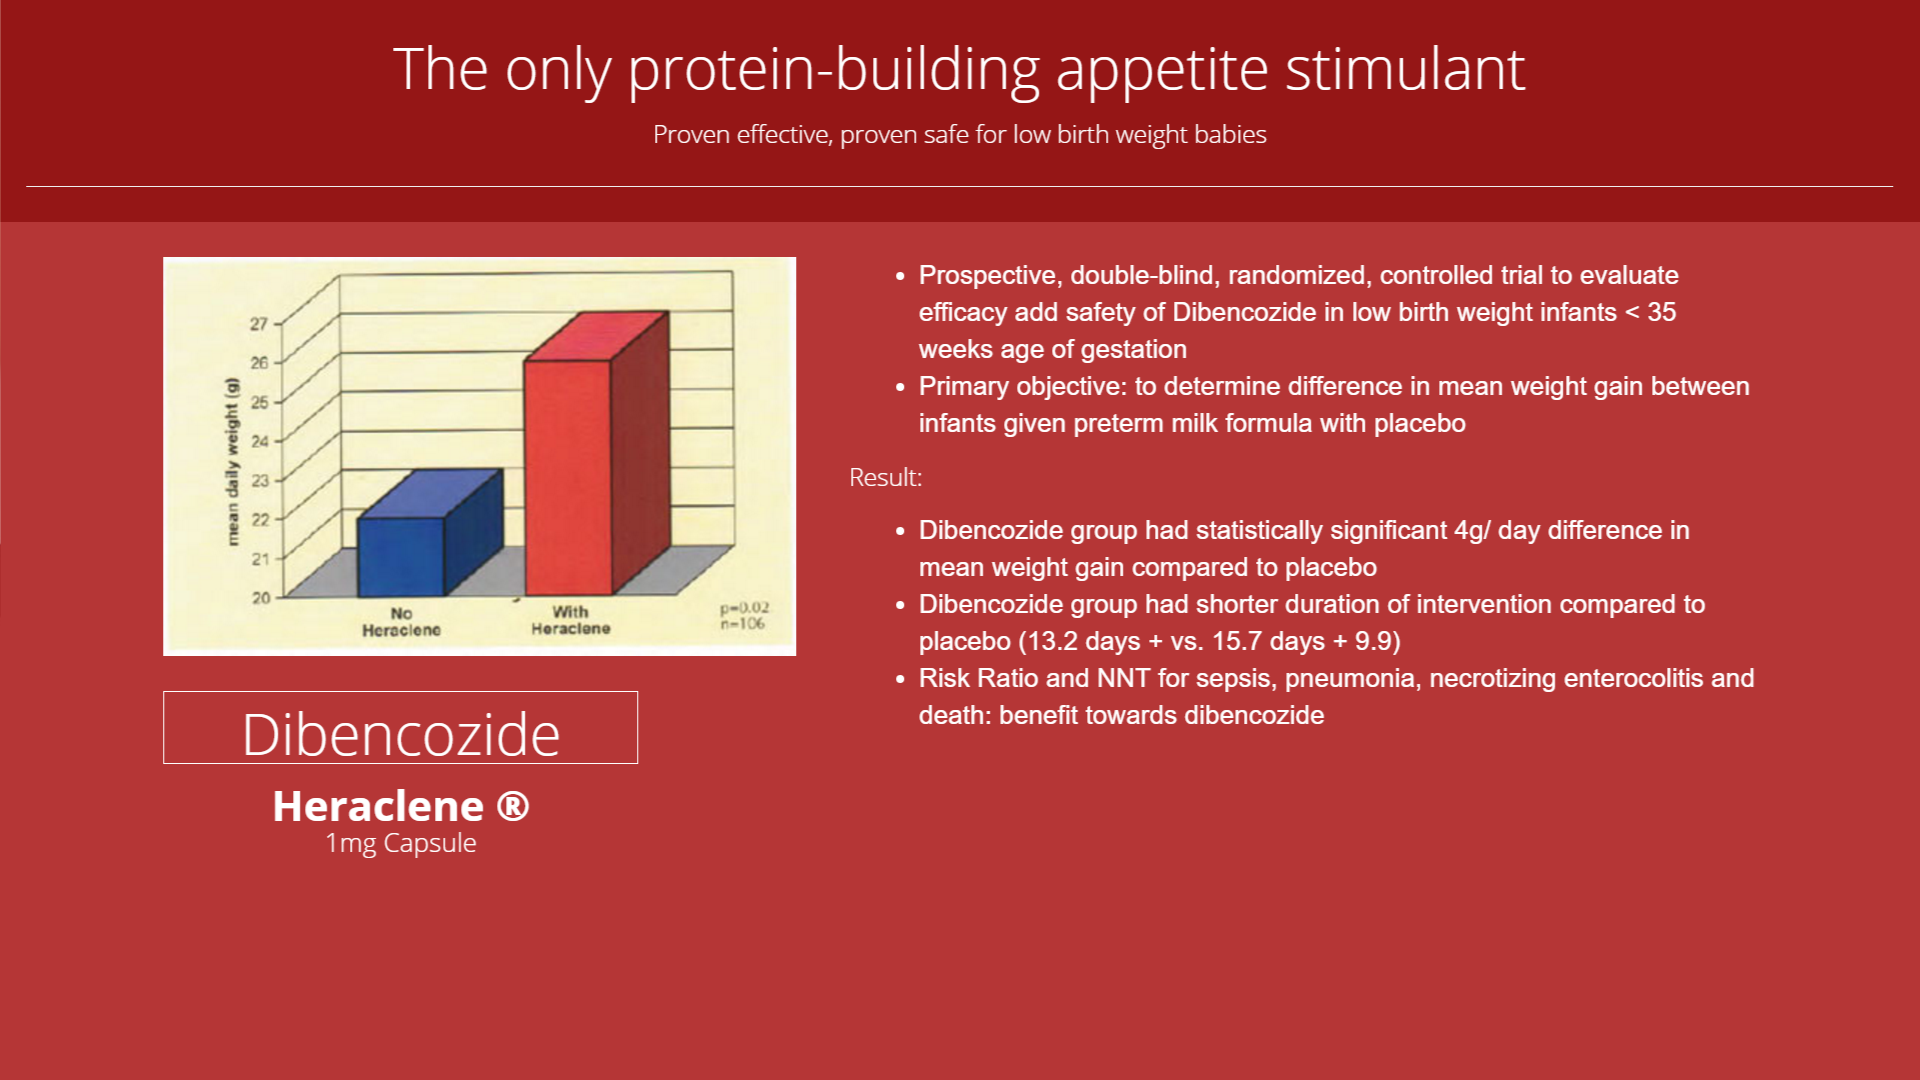 The only protein-building appetite stimulant
Proven effective, proven safe for low birth weight babies
27
26
25
24
23
22
21
20
mean daily weight (g)
No
Heraclene
With
Heraclene
p=0.02
n=106
Dibencozide
Heraclene ®
1mg Capsule
• Prospective, double-blind, randomized, controlled trial to evaluate
efficacy add safety of Dibencozide in low birth weight infants < 35
weeks age of gestation
• Primary objective: to determine difference in mean weight gain between
infants given preterm milk formula with placebo
Result:
• Dibencozide group had statistically significant 4g/ day difference in
mean weight gain compared to placebo
• Dibencozide group had shorter duration of intervention compared to
placebo (13.2 days + vs. 15.7 days + 9.9)
• Risk Ratio and NNT for sepsis, pneumonia, necrotizing enterocolitis and
death: benefit towards dibencozide